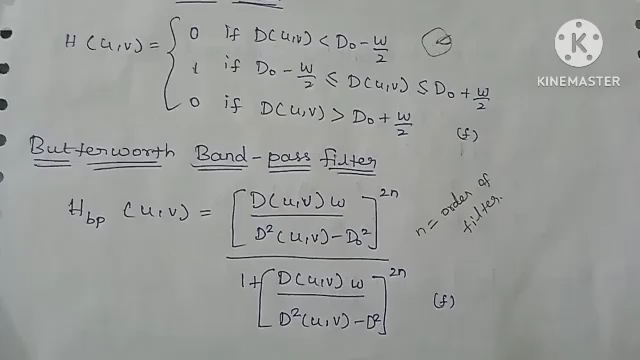 H(u,v) = { 0 if D(u,v) < D₀ - w/2
1 if D₀ - w/2 ≤ D(u,v) ≤ D₀ + w/2
0 if D(u,v) > D₀ + w/2
(f)
K
KINEMASTER
Butterworth Band-pass filter
H_bp (u,v) = [D(u,v) w / D²(u,v) - D₀²]^2n / 1 + [D(u,v) w / D²(u,v) - D²]^2n
n = order of
filter.
(f)